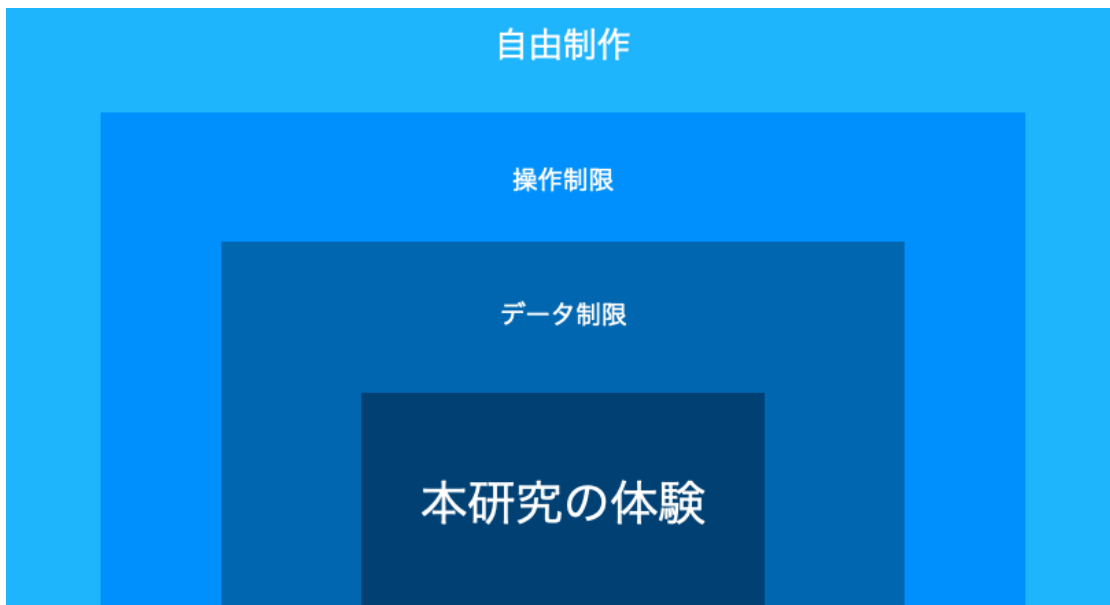 自由制作
操作制限
データ制限
本研究の体験